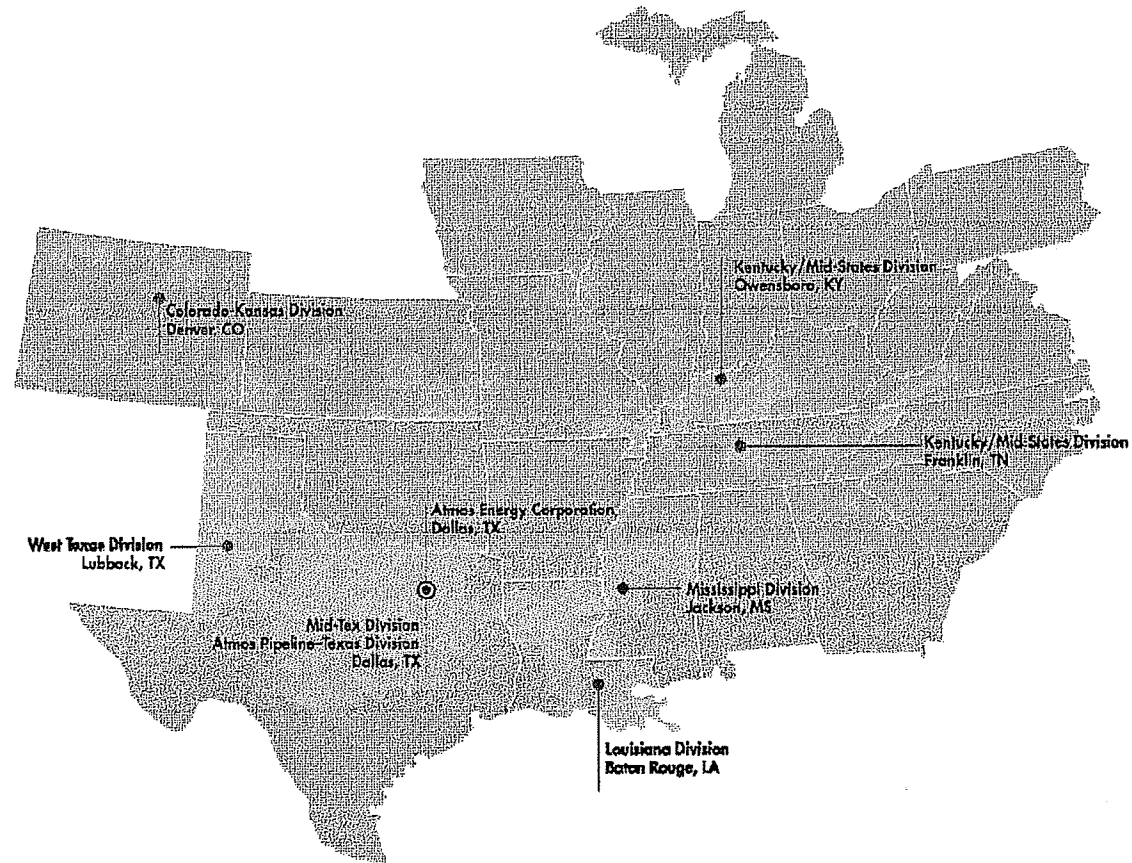 Kentucky/Mid-States Division
Owensboro, KY
Colorado-Kansas Division
Denver, CO
Kentucky/Mid-States Division
Franklin, TN
Atmos Energy Corporation
Dallas, TX
West Texas Division
Lubbock, TX
Mississippi Division
Jackson, MS
Mid-Tex Division
Atmos Pipeline–Texas Division
Dallas, TX
Louisiana Division
Baton Rouge, LA